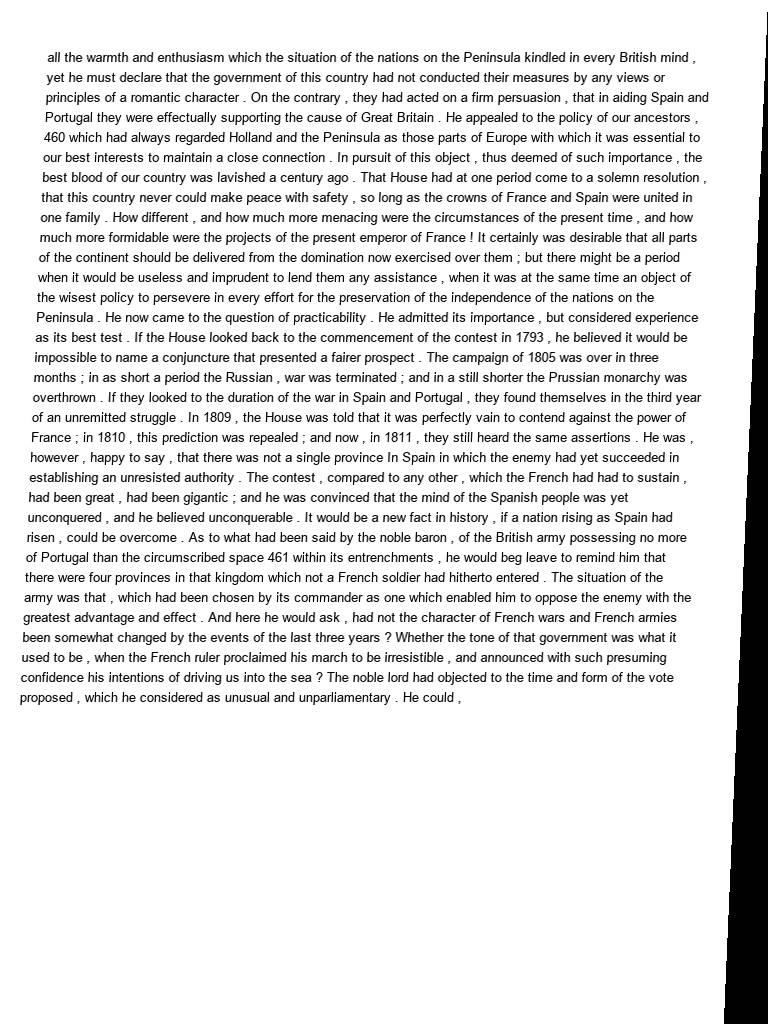 all the warmth and enthusiasm which the situation of the nations on the Peninsula kindled in every British mind ,
yet he must declare that the government of this country had not conducted their measures by any views or
principles of a romantic character . On the contrary , they had acted on a firm persuasion , that in aiding Spain and
Portugal they were effectually supporting the cause of Great Britain . He appealed to the policy of our ancestors ,
460 which had always regarded Holland and the Peninsula as those parts of Europe with which it was essential to
our best interests to maintain a close connection . In pursuit of this object , thus deemed of such importance , the
best blood of our country was lavished a century ago . That House had at one period come to a solemn resolution ,
that this country never could make peace with safety , so long as the crowns of France and Spain were united in
one family . How different , and how much more menacing were the circumstances of the present time , and how
much more formidable were the projects of the present emperor of France ! It certainly was desirable that all parts
of the continent should be delivered from the domination now exercised over them ; but there might be a period
when it would be useless and imprudent to lend them any assistance , when it was at the same time an object of
the wisest policy to persevere in every effort for the preservation of the independence of the nations on the
Peninsula . He now came to the question of practicability . He admitted its importance , but considered experience
as its best test . If the House looked back to the commencement of the contest in 1793 , he believed it would be
impossible to name a conjuncture that presented a fairer prospect . The campaign of 1805 was over in three
months ; in as short a period the Russian , war was terminated ; and in a still shorter the Prussian monarchy was
overthrown . If they looked to the duration of the war in Spain and Portugal , they found themselves in the third year
of an unremitted struggle . In 1809 , the House was told that it was perfectly vain to contend against the power of
France ; in 1810 , this prediction was repealed ; and now , in 1811 , they still heard the same assertions . He was ,
however , happy to say , that there was not a single province In Spain in which the enemy had yet succeeded in
establishing an unresisted authority . The contest , compared to any other , which the French had had to sustain ,
had been great , had been gigantic ; and he was convinced that the mind of the Spanish people was yet
unconquered , and he believed unconquerable . It would be a new fact in history , if a nation rising as Spain had
risen , could be overcome . As to what had been said by the noble baron , of the British army possessing no more
of Portugal than the circumscribed space 461 within its entrenchments , he would beg leave to remind him that
there were four provinces in that kingdom which not a French soldier had hitherto entered . The situation of the
army was that , which had been chosen by its commander as one which enabled him to oppose the enemy with the
greatest advantage and effect . And here he would ask , had not the character of French wars and French armies
been somewhat changed by the events of the last three years ? Whether the tone of that government was what it
used to be , when the French ruler proclaimed his march to be irresistible , and announced with such presuming
confidence his intentions of driving us into the sea ? The noble lord had objected to the time and form of the vote
proposed , which he considered as unusual and unparliamentary . He could ,